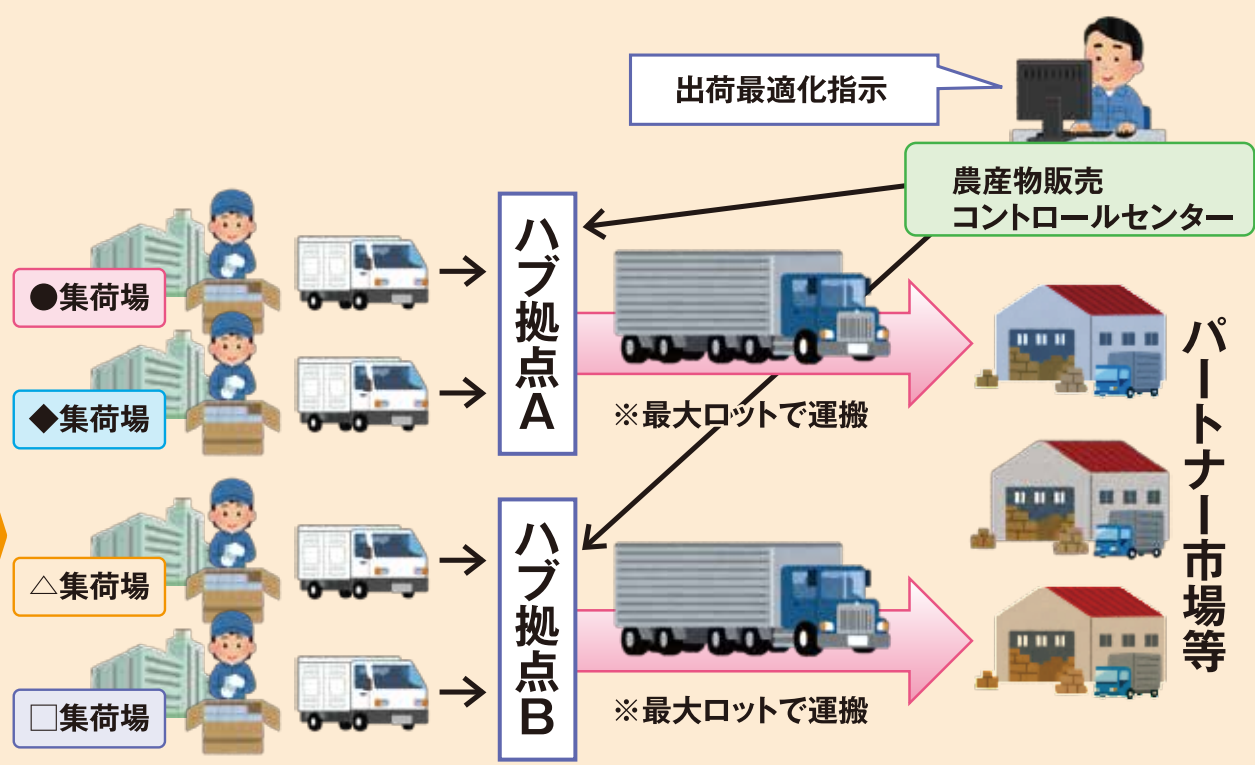 出荷最適化指示
農産物販売
コントロールセンター
●集荷場
◆集荷場
△集荷場
□集荷場
ハブ拠点A
ハブ拠点B
※最大ロットで運搬
※最大ロットで運搬
パートナー市場等